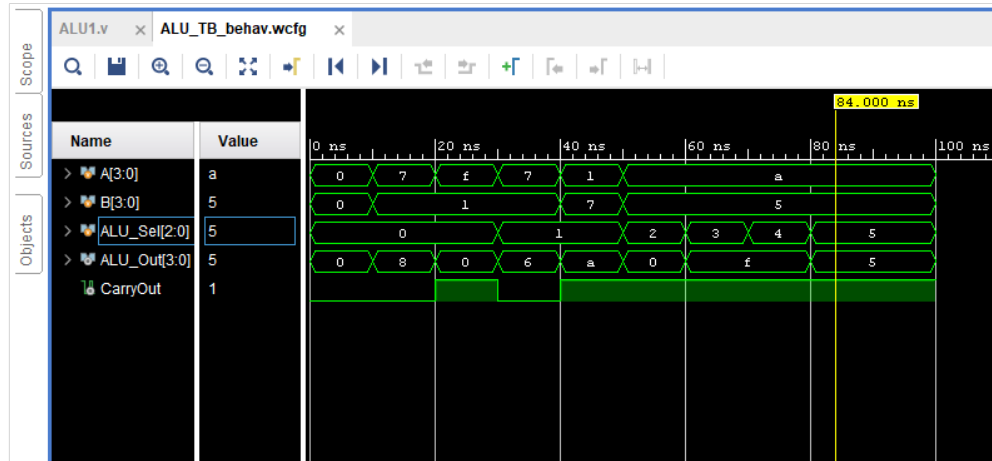 ALU1.v × ALU_TB_behav.wcfg ×
Scope
Sources
Objects
84.000 ns
Name Value
0 ns 20 ns 40 ns 60 ns 80 ns 100 ns
> A[3:0] a 0 7 f 7 1 a
> B[3:0] 5 0 1 7 5
> ALU_Sel[2:0] 5 0 1 2 3 4 5
> ALU_Out[3:0] 5 0 8 0 6 a 0 f 5
CarryOut 1